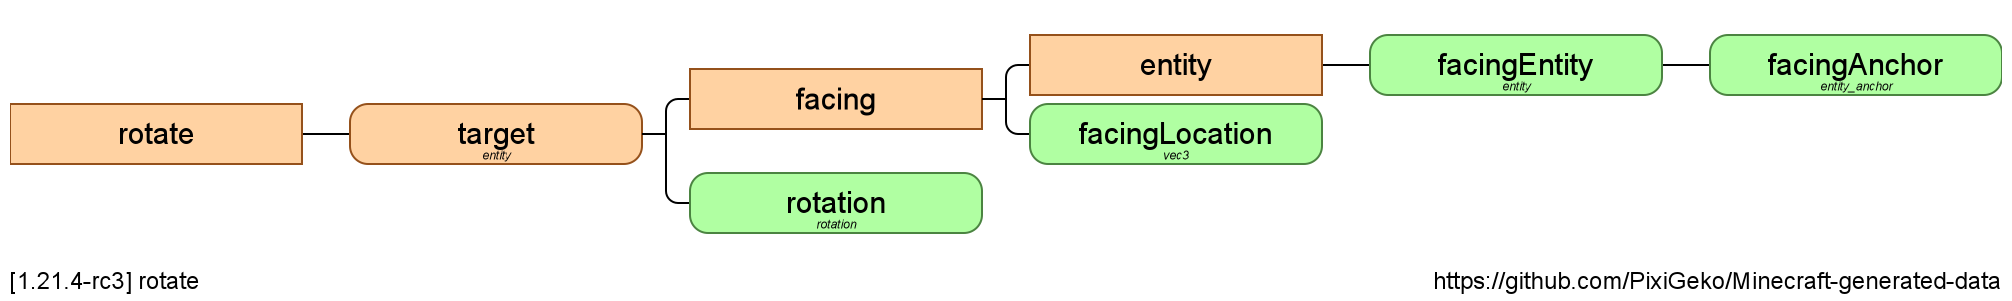 rotate
target
entity
facing
rotation
rotation
entity
facingLocation
vec3
facingEntity
entity
facingAnchor
entity_anchor
[1.21.4-rc3] rotate
https://github.com/PixiGeko/Minecraft-generated-data